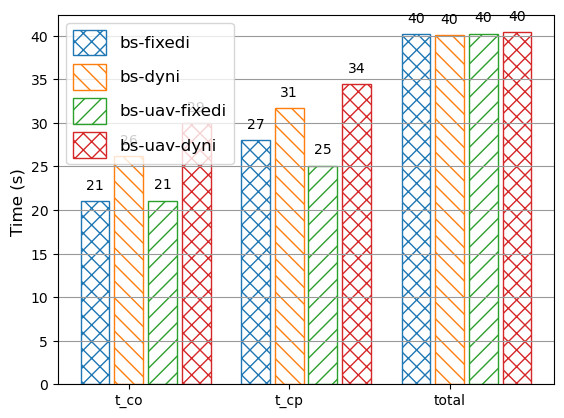 40 40 40 40
40
35
30
25
20
15
10
5
0
Time (s)
bs-fixedi
bs-dyni
bs-uav-fixedi
bs-uav-dyni
21 26 21
27 31 25 34
t_co t_cp total